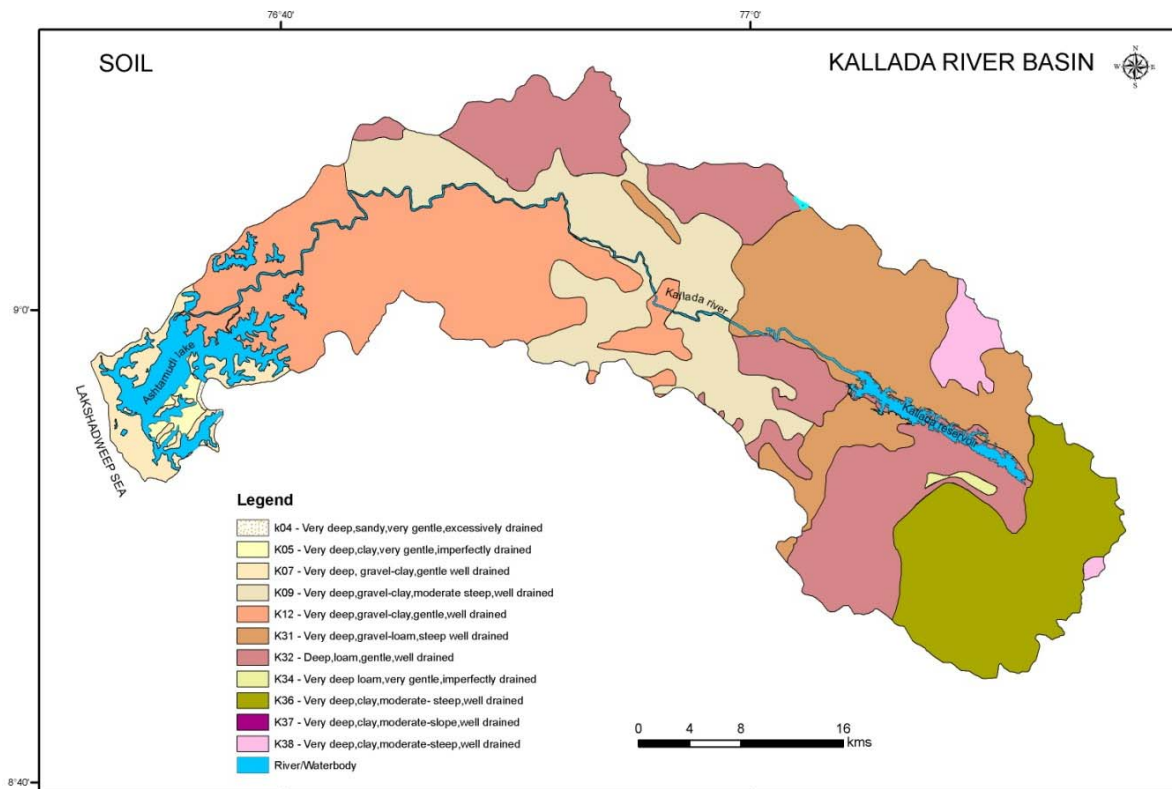 76°40'
77°0'
SOIL
KALLADA RIVER BASIN
N
W E
S
9°0'
9°0'
Kallada river
Ashtamudi lake
Kallada reservoir
LAKSHADWEEP SEA
Legend
k04 - Very deep,sandy,very gentle,excessively drained
K05 - Very deep,clay,very gentle,imperfectly drained
K07 - Very deep, gravel-clay,gentle well drained
K09 - Very deep,gravel-clay,moderate steep,well drained
K12 - Very deep,gravel-clay,gentle,well drained
K31 - Very deep,gravel-loam,steep well drained
K32 - Deep,loam,gentle,well drained
K34 - Very deep loam,very gentle,imperfectly drained
K36 - Very deep,clay,moderate- steep,well drained
K37 - Very deep,clay,moderate-slope,well drained
K38 - Very deep,clay,moderate-steep,well drained
River/Waterbody
0 4 8 16
kms
8°40'